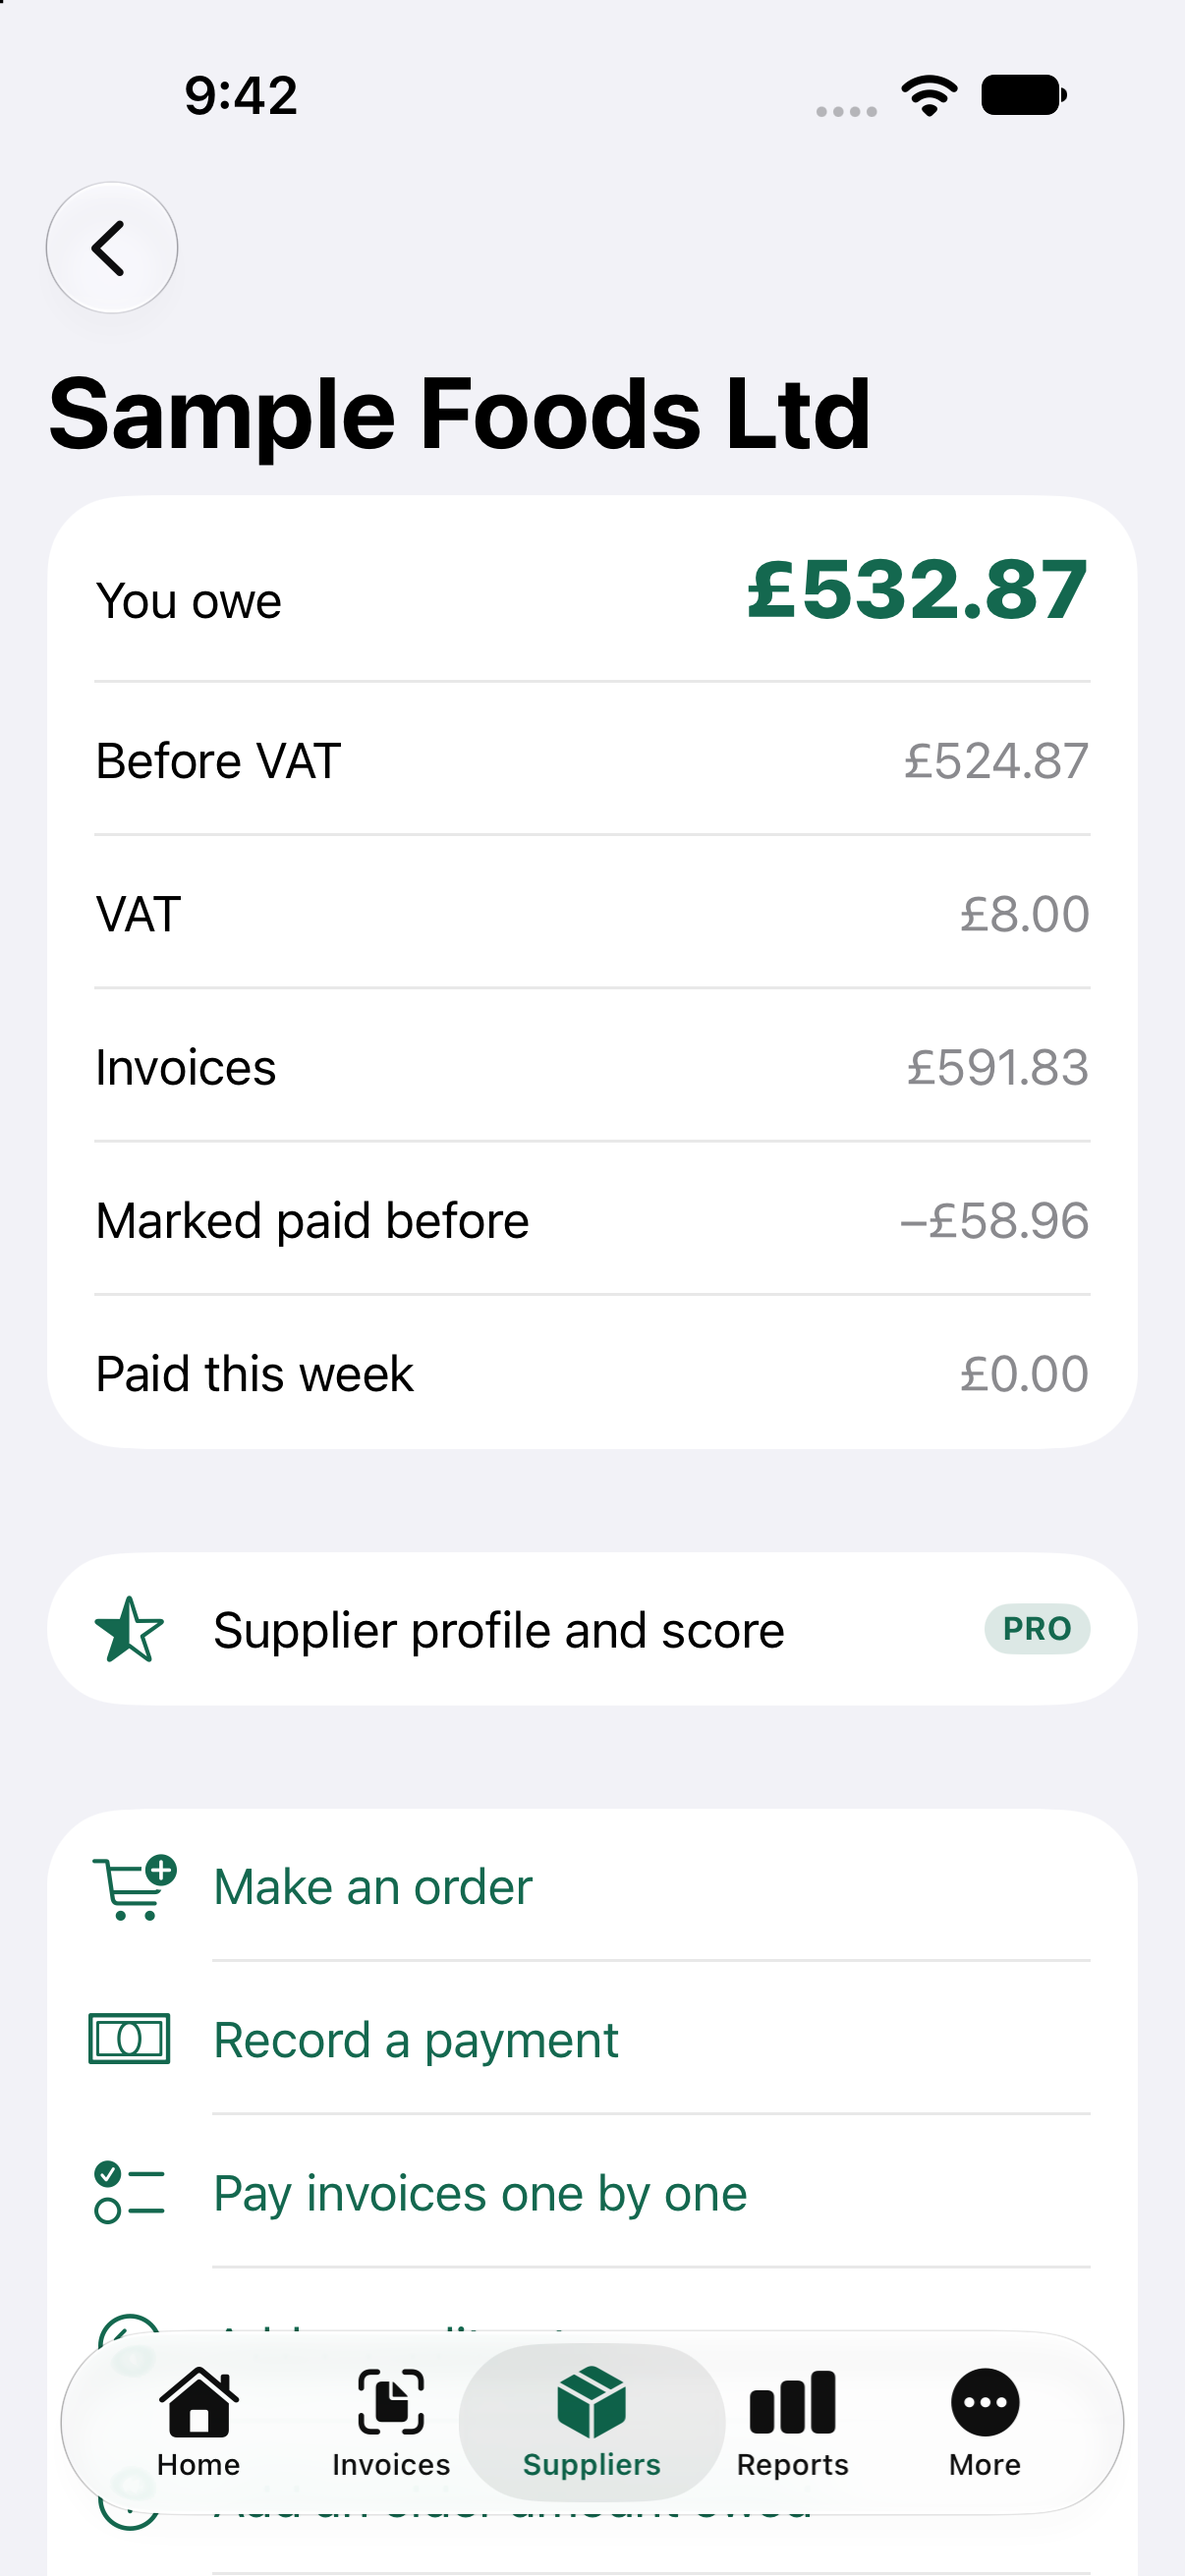 9:42
Sample Foods Ltd
You owe £532.87
Before VAT £524.87
VAT £8.00
Invoices £591.83
Marked paid before –£58.96
Paid this week £0.00
Supplier profile and score PRO
Make an order
Record a payment
Pay invoices one by one
Home Invoices Suppliers Reports More